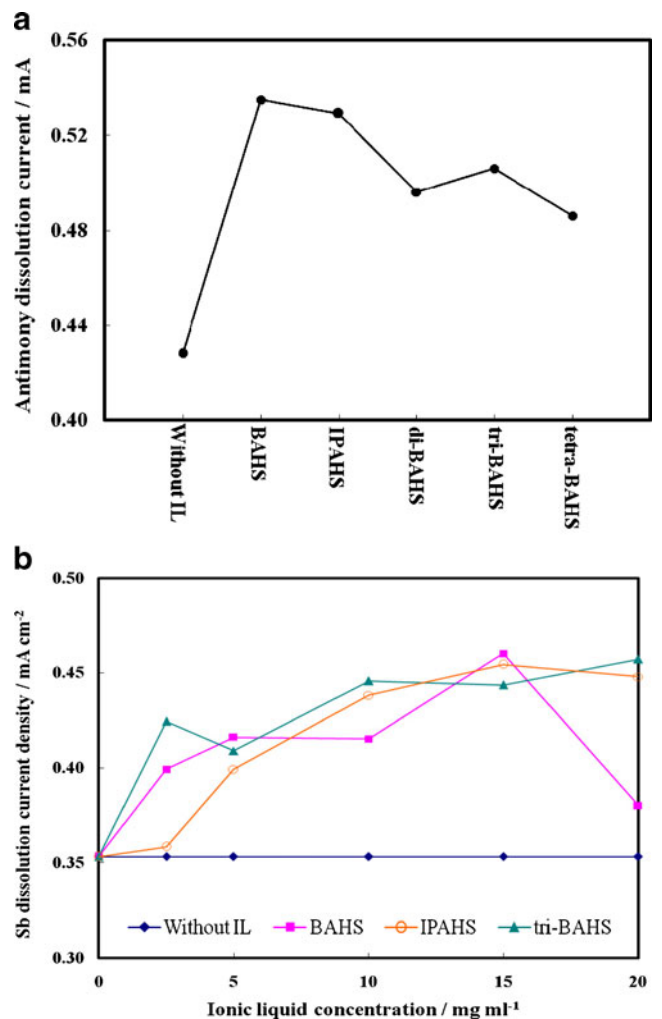 a
Antimony dissolution current / mA
0.56
0.52
0.48
0.44
0.40
Without IL
BAHS
IPAHS
di-BAHS
tri-BAHS
tetra-BAHS
b
Sb dissolution current density / mA cm⁻²
0.50
0.45
0.40
0.35
0.30
Without IL BAHS IPAHS tri-BAHS
0 5 10 15 20
Ionic liquid concentration / mg ml⁻¹